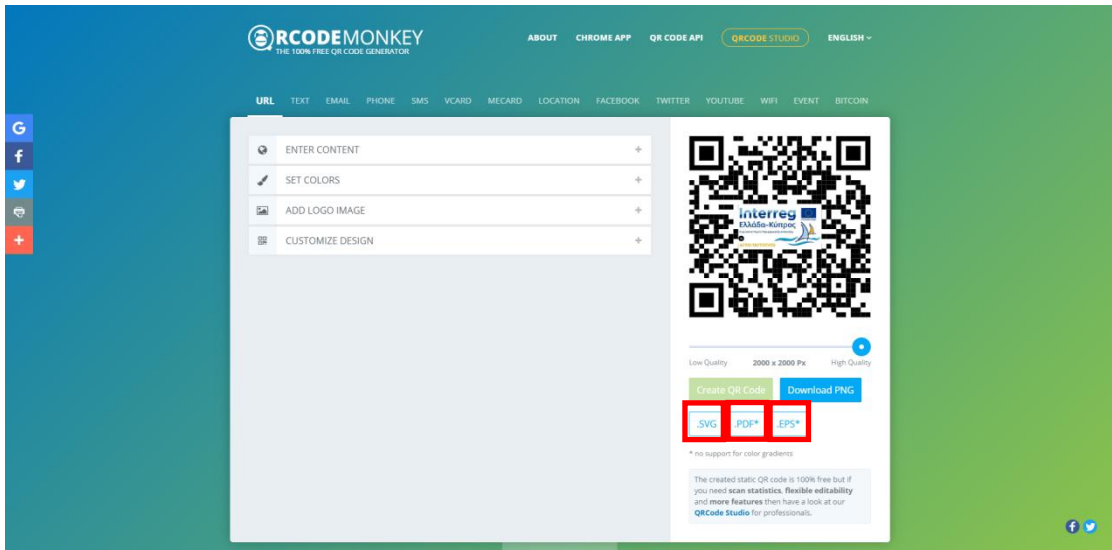 QRCODEMONKEY
THE 100% FREE QR CODE GENERATOR
ABOUT CHROME APP QR CODE API QRCODE STUDIO ENGLISH
URL TEXT EMAIL PHONE SMS VCARD MECARD LOCATION FACEBOOK TWITTER YOUTUBE WIFI EVENT BITCOIN
ENTER CONTENT
SET COLORS
ADD LOGO IMAGE
CUSTOMIZE DESIGN
Interreg
Ελλάδα-Κύπρος
Low Quality 2000 x 2000 Px High Quality
Create QR Code Download PNG
.SVG .PDF* .EPS*
* no support for color gradients
The created static QR code is 100% free but if
you need scan statistics, flexible editability
and more features then have a look at our
QRCode Studio for professionals.